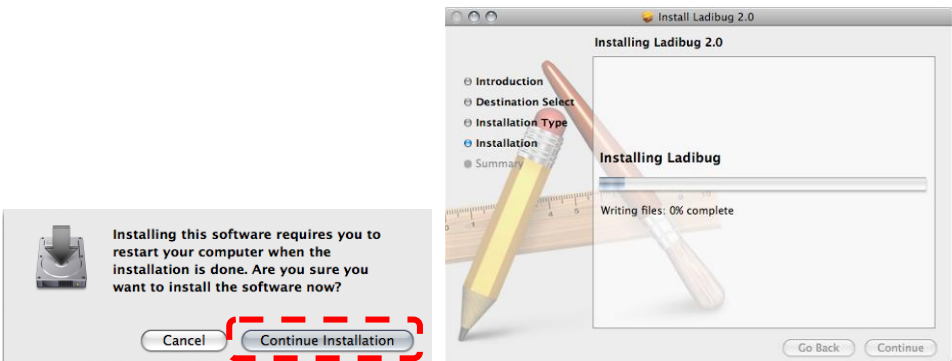 Installing this software requires you to
restart your computer when the
installation is done. Are you sure you
want to install the software now?
Cancel
Continue Installation
Install Ladibug 2.0
Installing Ladibug 2.0
Introduction
Destination Select
Installation Type
Installation
Summary
Installing Ladibug
Writing files: 0% complete
Go Back
Continue